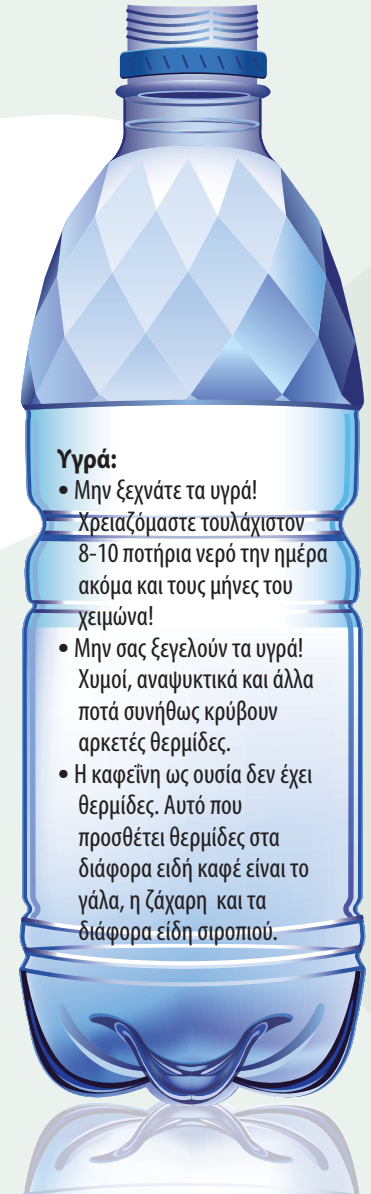 Υγρά:
• Μην ξεχνάτε τα υγρά!
Χρειαζόμαστε τουλάχιστον
8-10 ποτήρια νερό την ημέρα
ακόμα και τους μήνες του
χειμώνα!
• Μην σας ξεγελούν τα υγρά!
Χυμοί, αναψυκτικά και άλλα
ποτά συνήθως κρύβουν
αρκετές θερμίδες.
• Η καφεΐνη ως ουσία δεν έχει
θερμίδες. Αυτό που
προσθέτει θερμίδες στα
διάφορα ειδή καφέ είναι το
γάλα, η ζάχαρη και τα
διάφορα είδη σιροπιού.